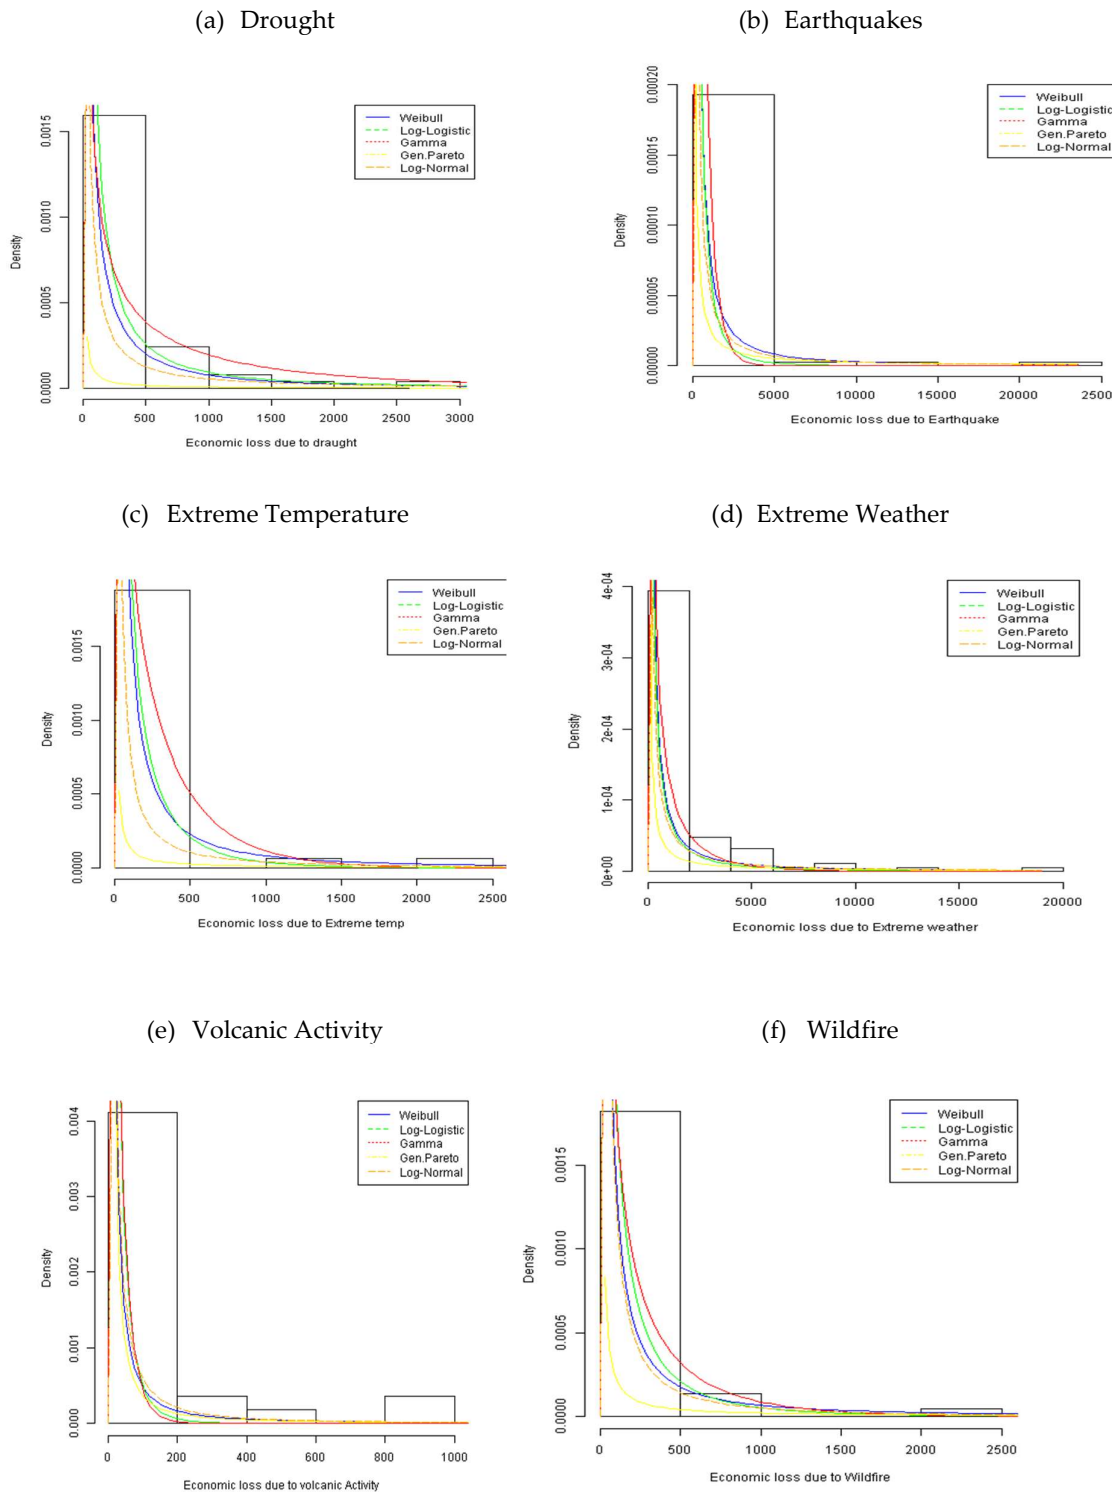 (a) Drought
(b) Earthquakes
0.0015
0.0010
0.0005
0.0000
Density
Weibull
Log-Logistic
Gamma
Gen.Pareto
Log-Normal
0 500 1000 1500 2000 2500 3000
Economic loss due to draught
0.00020
0.00015
0.00010
0.00005
0.00000
Density
Weibull
Log-Logistic
Gamma
Gen.Pareto
Log-Normal
0 5000 10000 15000 20000 2500
Economic loss due to Earthquake
(c) Extreme Temperature
(d) Extreme Weather
0.0015
0.0010
0.0005
0.0000
Density
Weibull
Log-Logistic
Gamma
Gen.Pareto
Log-Normal
0 500 1000 1500 2000 2500
Economic loss due to Extreme temp
4e-04
3e-04
2e-04
1e-04
0e+00
Density
Weibull
Log-Logistic
Gamma
Gen.Pareto
Log-Normal
0 5000 10000 15000 20000
Economic loss due to Extreme weather
(e) Volcanic Activity
(f) Wildfire
0.004
0.003
0.002
0.001
0.000
Density
Weibull
Log-Logistic
Gamma
Gen.Pareto
Log-Normal
0 200 400 600 800 1000
Economic loss due to volcanic Activity
0.0015
0.0010
0.0005
0.0000
Density
Weibull
Log-Logistic
Gamma
Gen.Pareto
Log-Normal
0 500 1000 1500 2000 2500
Economic loss due to Wildfire